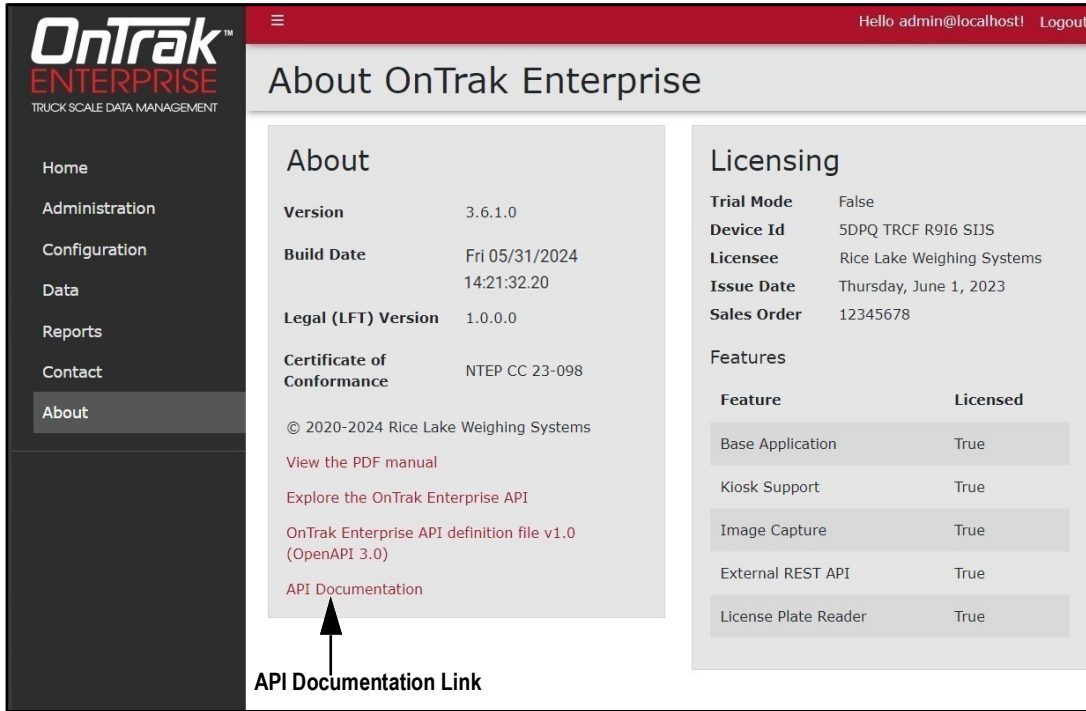 OnTrak™
ENTERPRISE
TRUCK SCALE DATA MANAGEMENT
Home
Administration
Configuration
Data
Reports
Contact
About
☰
Hello admin@localhost! Logout
About OnTrak Enterprise
About
Version 3.6.1.0
Build Date Fri 05/31/2024
14:21:32.20
Legal (LFT) Version 1.0.0.0
Certificate of
Conformance NTEP CC 23-098
© 2020-2024 Rice Lake Weighing Systems
View the PDF manual
Explore the OnTrak Enterprise API
OnTrak Enterprise API definition file v1.0
(OpenAPI 3.0)
API Documentation
API Documentation Link
Licensing
Trial Mode False
Device Id 5DPQ TRCF R9I6 SIJS
Licensee Rice Lake Weighing Systems
Issue Date Thursday, June 1, 2023
Sales Order 12345678
Features
Feature Licensed
Base Application True
Kiosk Support True
Image Capture True
External REST API True
License Plate Reader True